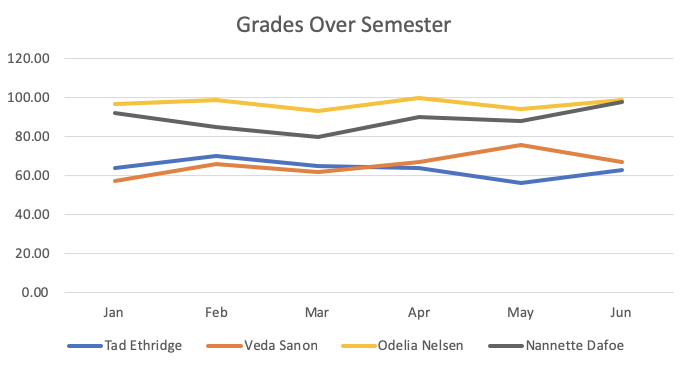 Grades Over Semester
120.00
100.00
80.00
60.00
40.00
20.00
0.00
Jan Feb Mar Apr May Jun
Tad Ethridge Veda Sanon Odelia Nelsen Nannette Dafoe